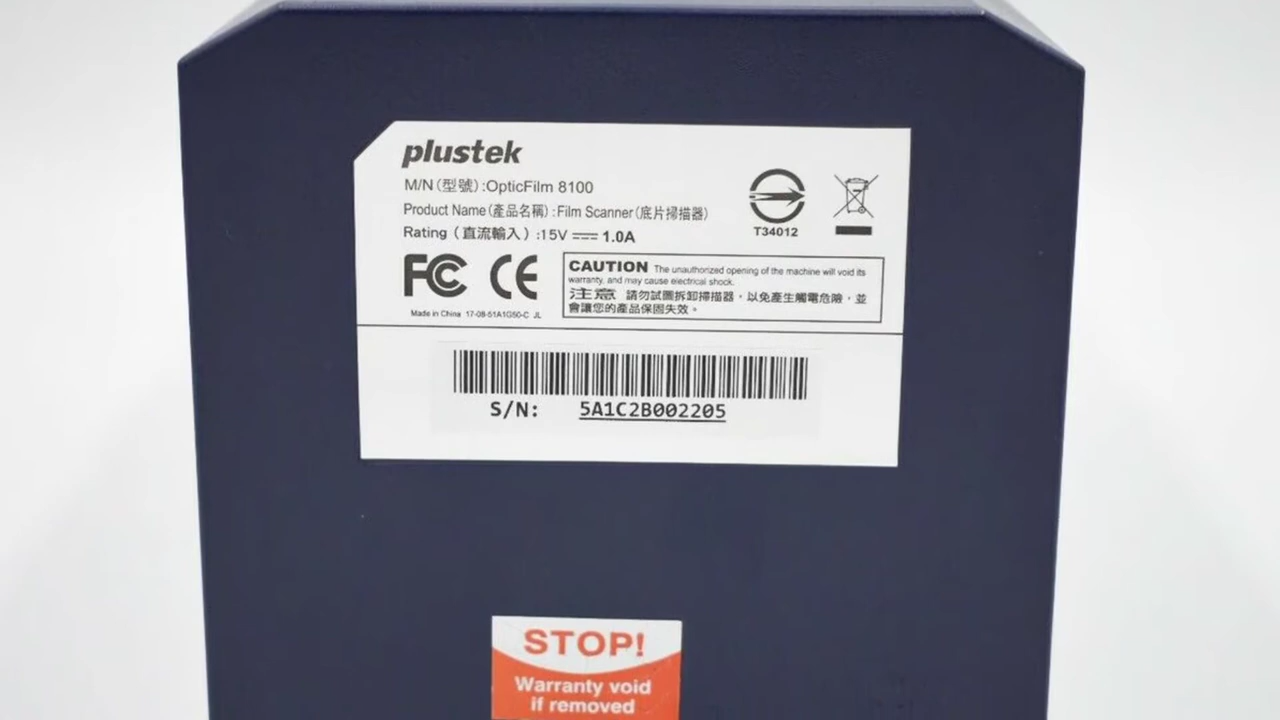 plustek
M/N(型號):OpticFilm 8100
Product Name(產品名稱):Film Scanner(底片掃描器)
Rating(直流輸入):15V 1.0A
T34012
FC CE
CAUTION The unauthorized opening of the machine will void its
warranty, and may cause electrical shock.
注意 請勿試圖拆卸掃描器,以免產生觸電危險,並
會讓您的產品保固失效。
Made in China 17-08-51A1G50-C JL
S/N: 5A1C2B002205
STOP!
Warranty void
if removed